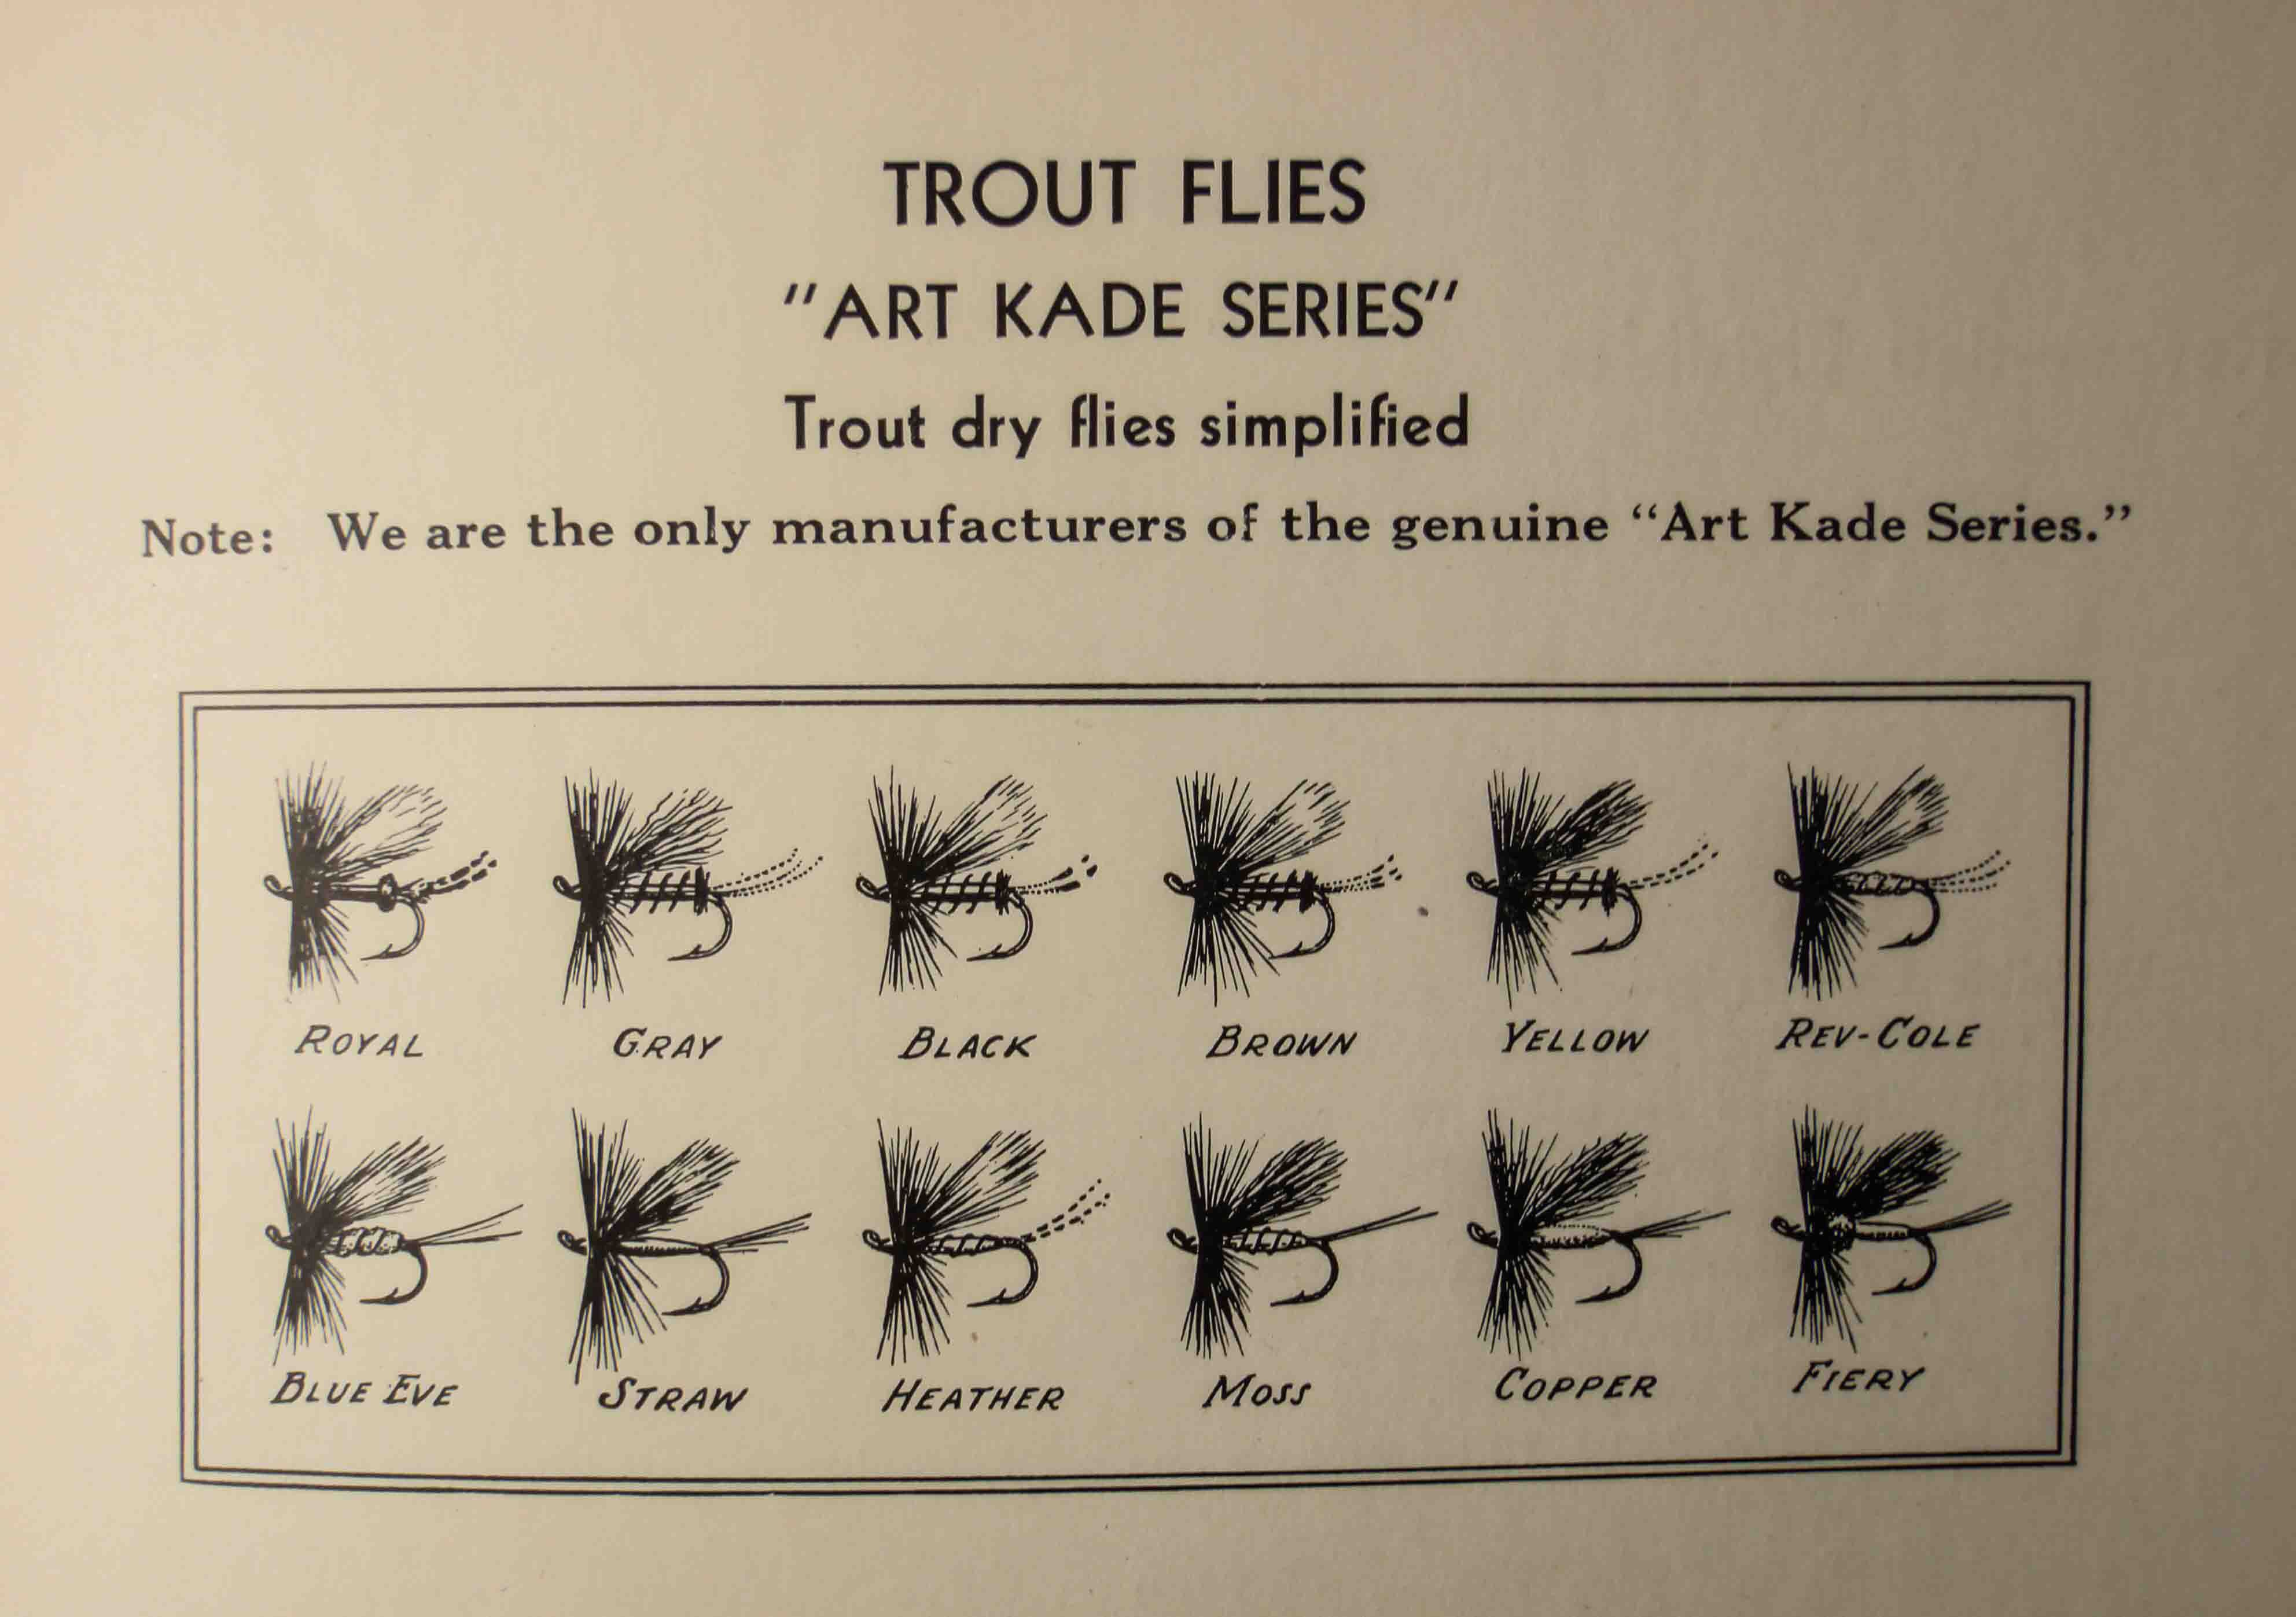 TROUT FLIES
"ART KADE SERIES"
Trout dry flies simplified
Note: We are the only manufacturers of the genuine “Art Kade Series.”
ROYAL GRAY BLACK BROWN YELLOW REV-COLE
BLUE EVE STRAW HEATHER MOSS COPPER FIERY